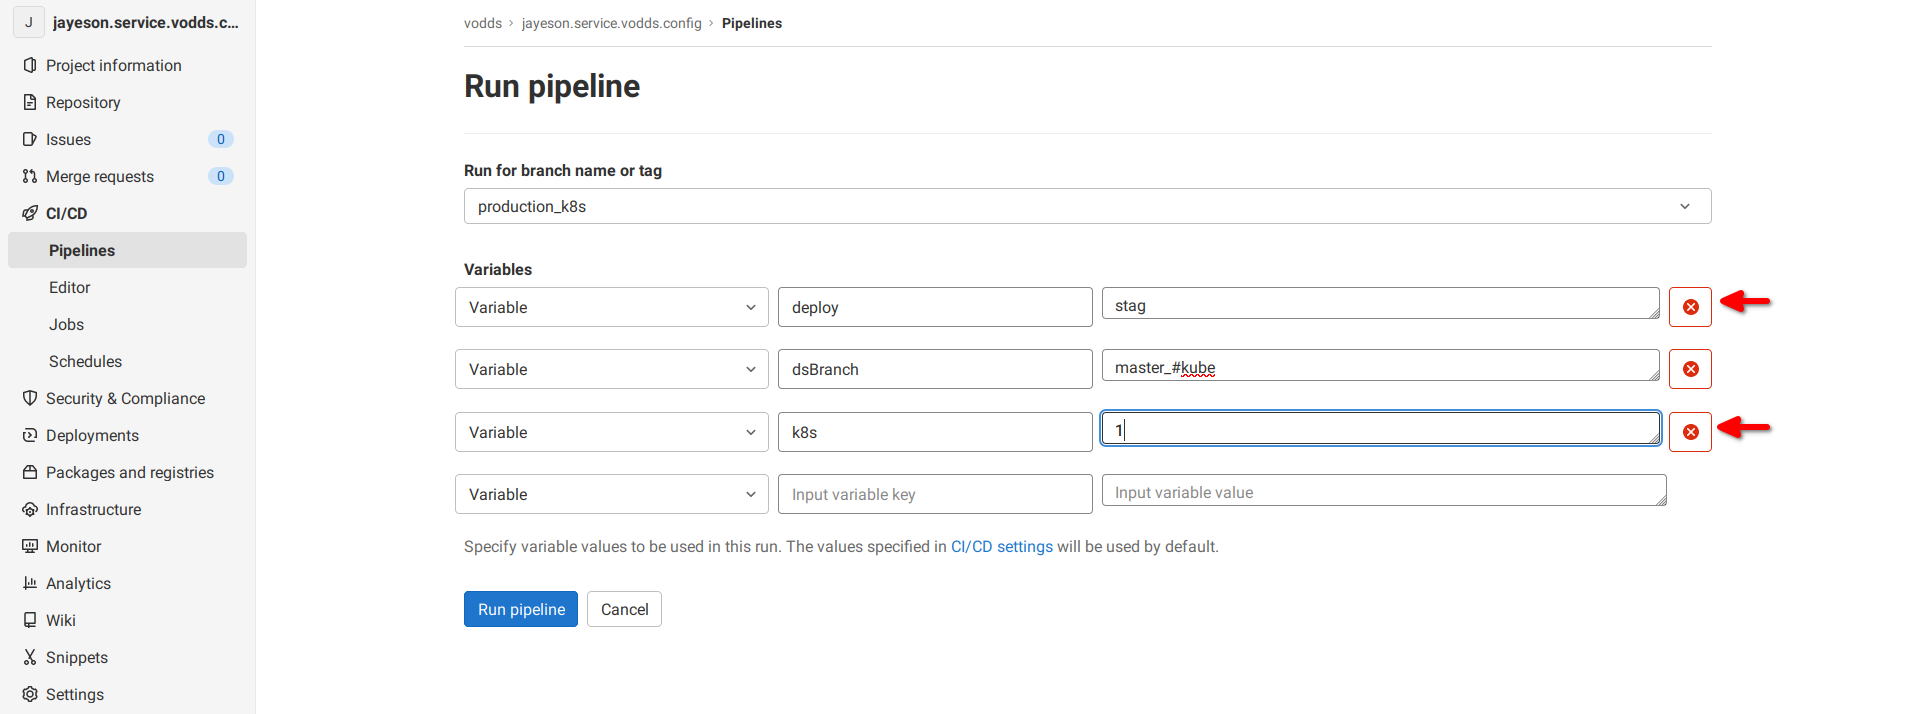 J jayeson.service.vodds.c...
Project information
Repository
Issues 0
Merge requests 0
CI/CD
Pipelines
Editor
Jobs
Schedules
Security & Compliance
Deployments
Packages and registries
Infrastructure
Monitor
Analytics
Wiki
Snippets
Settings
vodds › jayeson.service.vodds.config › Pipelines
Run pipeline
Run for branch name or tag
production_k8s
Variables
Variable deploy stag
Variable dsBranch master_#kube
Variable k8s 1
Variable Input variable key Input variable value
Specify variable values to be used in this run. The values specified in CI/CD settings will be used by default.
Run pipeline Cancel